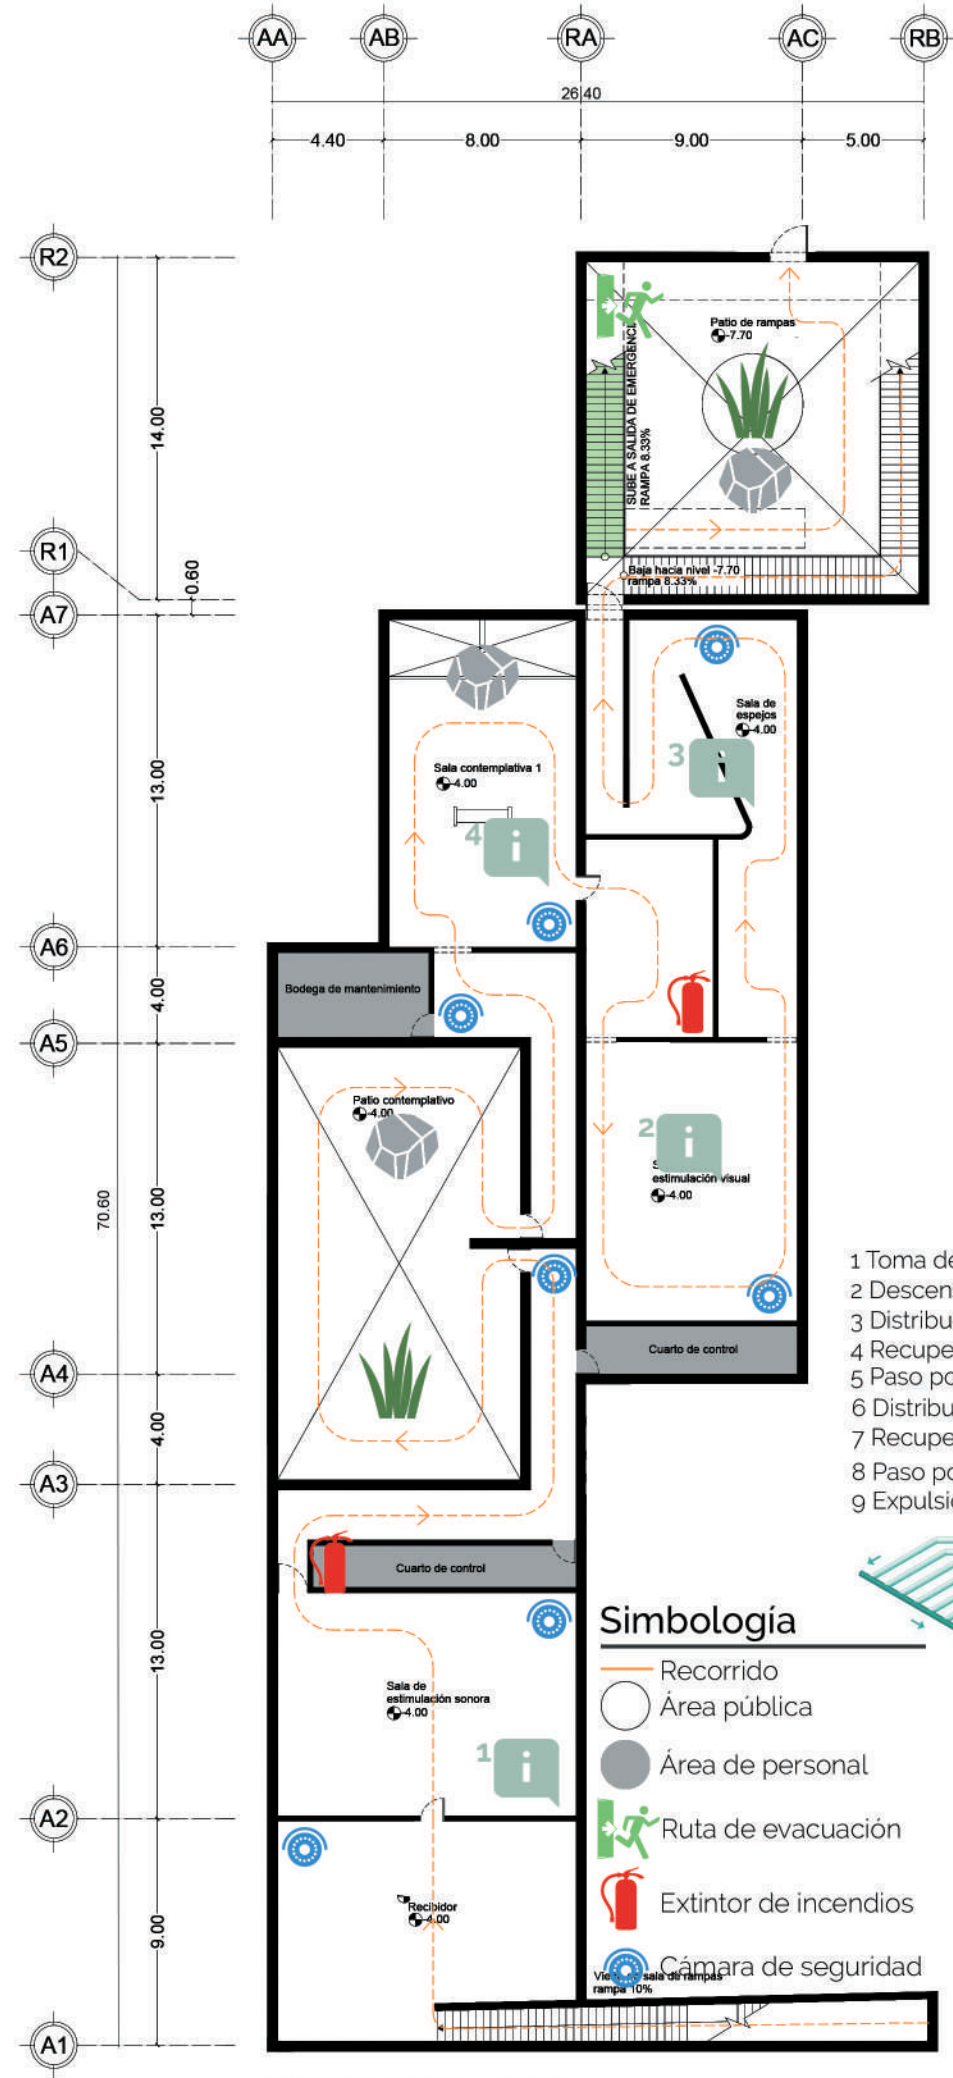 AA AB RA AC RB
26.40
4.40 8.00 9.00 5.00
R2
14.00
R1
0.60
A7
13.00
A6
4.00
A5
13.00
70.60
A4
4.00
A3
13.00
A2
9.00
A1
Patio de rampas
-7.70
SUBE A SALIDA DE EMERGENC
RAMPA 8.33%
Baja hacia nivel -7.70
rampa 8.33%
Sala de
espejos
-4.00
3
i
Sala contemplativa 1
-4.00
4
i
Bodega de mantenimiento
Patio contemplativo
-4.00
2
i
S
estimulación visual
-4.00
Cuarto de control
Cuarto de control
Sala de
estimulación sonora
-4.00
1
i
Recibidor
-4.00
rampas
rampa 10%
1 Toma de
2 Descen
3 Distribu
4 Recupe
5 Paso po
6 Distribu
7 Recupe
8 Paso po
9 Expulsi
Simbología
Recorrido
Área pública
Área de personal
Ruta de evacuación
Extintor de incendios
Cámara de seguridad